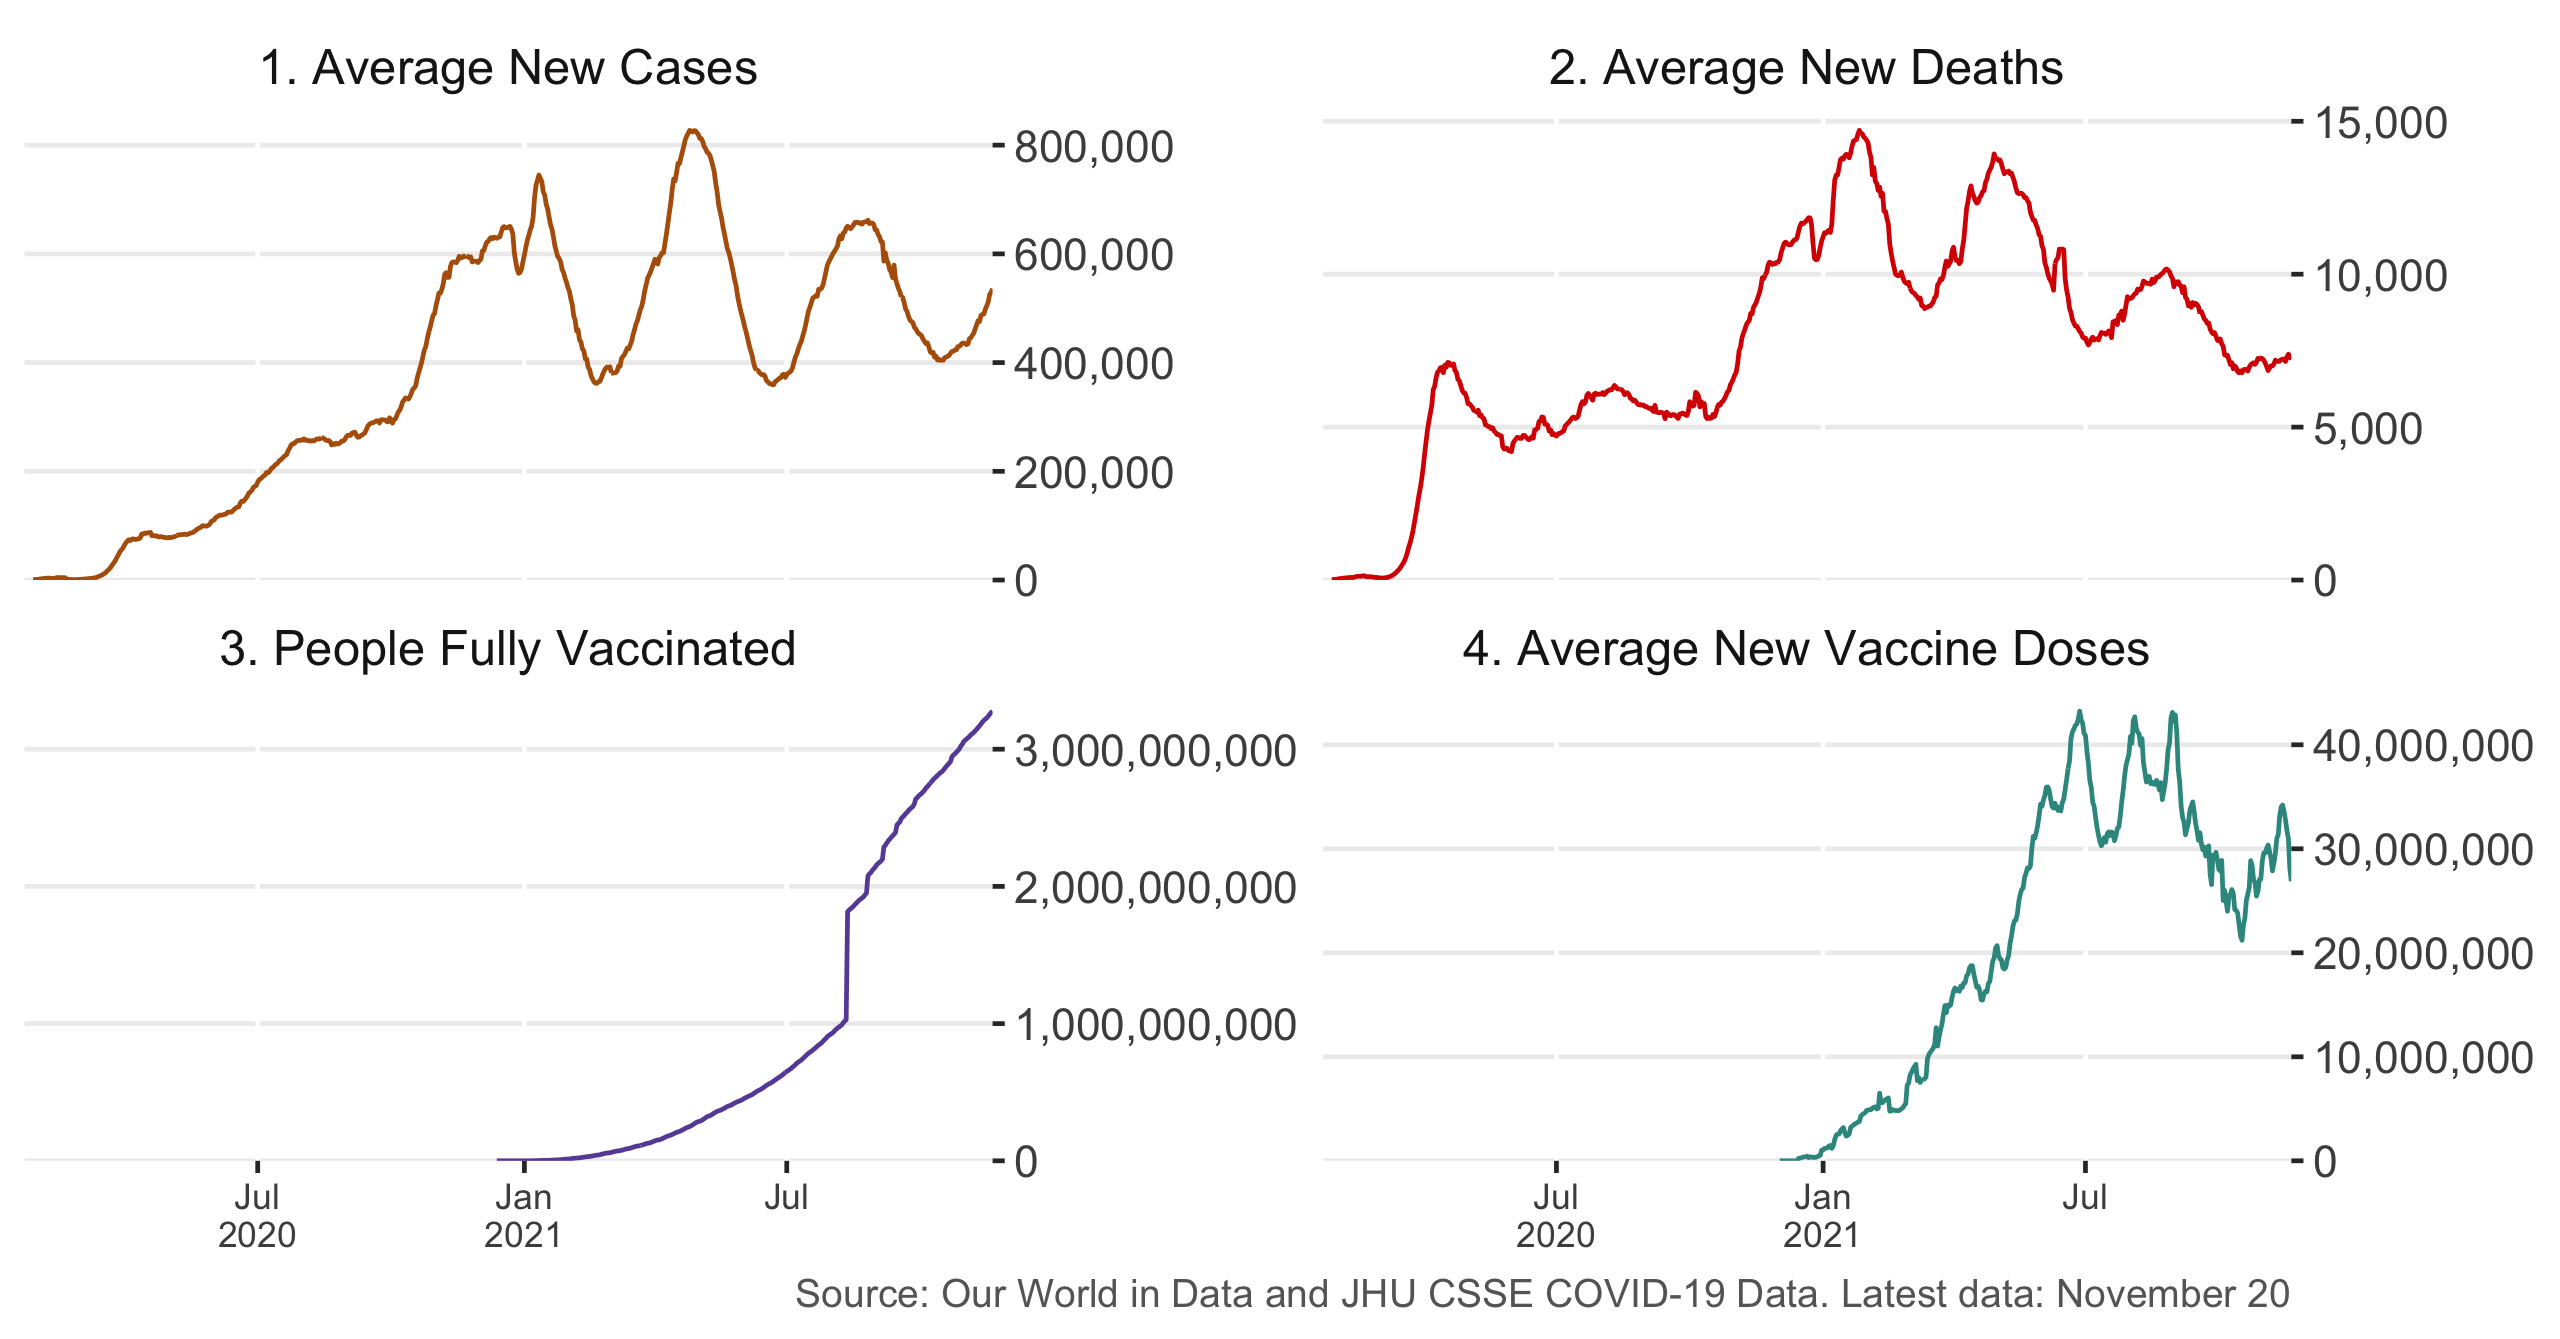 1. Average New Cases
800,000
600,000
400,000
200,000
0
2. Average New Deaths
15,000
10,000
5,000
0
3. People Fully Vaccinated
3,000,000,000
2,000,000,000
1,000,000,000
0
Jul
2020
Jan
2021
Jul
4. Average New Vaccine Doses
40,000,000
30,000,000
20,000,000
10,000,000
0
Jul
2020
Jan
2021
Jul
Source: Our World in Data and JHU CSSE COVID-19 Data. Latest data: November 20